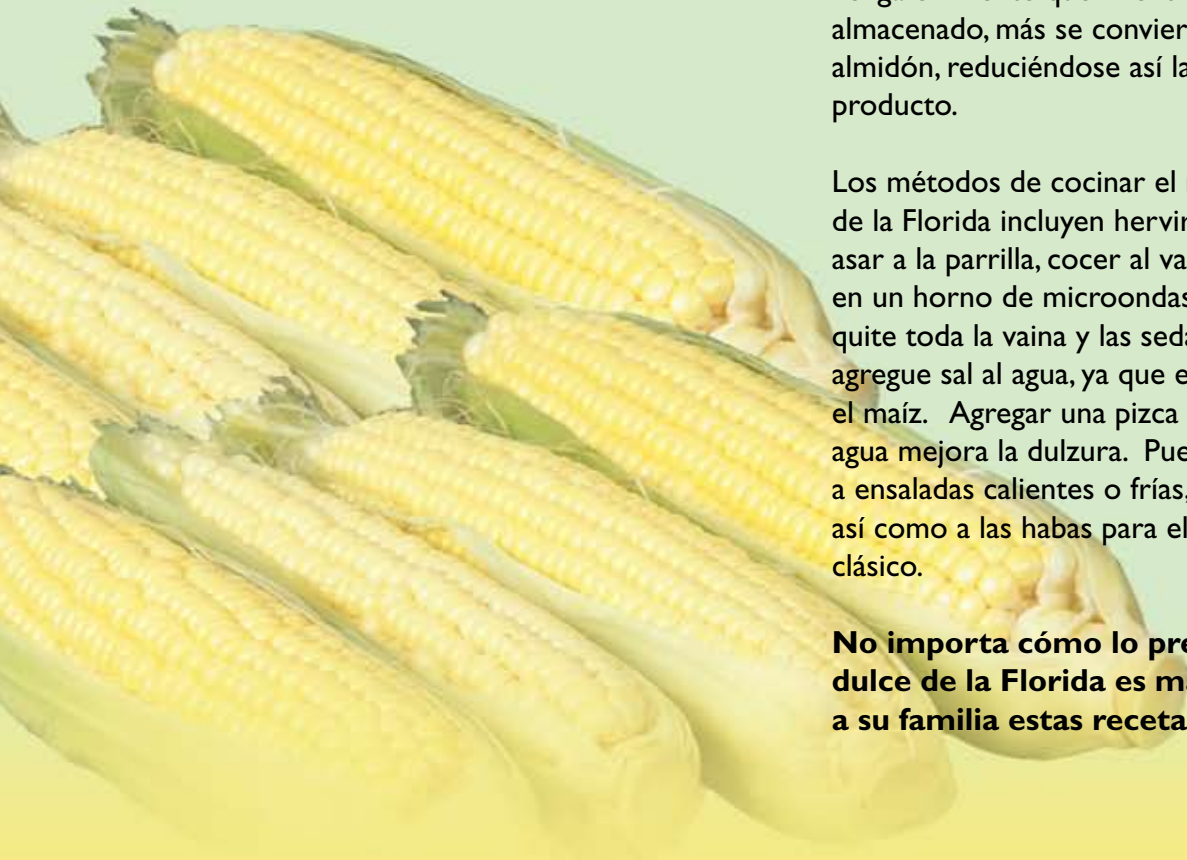 almacenado, más se convier
almidón, reduciéndose así la
producto.
Los métodos de cocinar el
de la Florida incluyen hervir
asar a la parrilla, cocer al va
en un horno de microondas
quite toda la vaina y las seda
agregue sal al agua, ya que e
el maíz. Agregar una pizca
agua mejora la dulzura. Pue
a ensaladas calientes o frías,
así como a las habas para el
clásico.
No importa cómo lo pre
dulce de la Florida es ma
a su familia estas receta